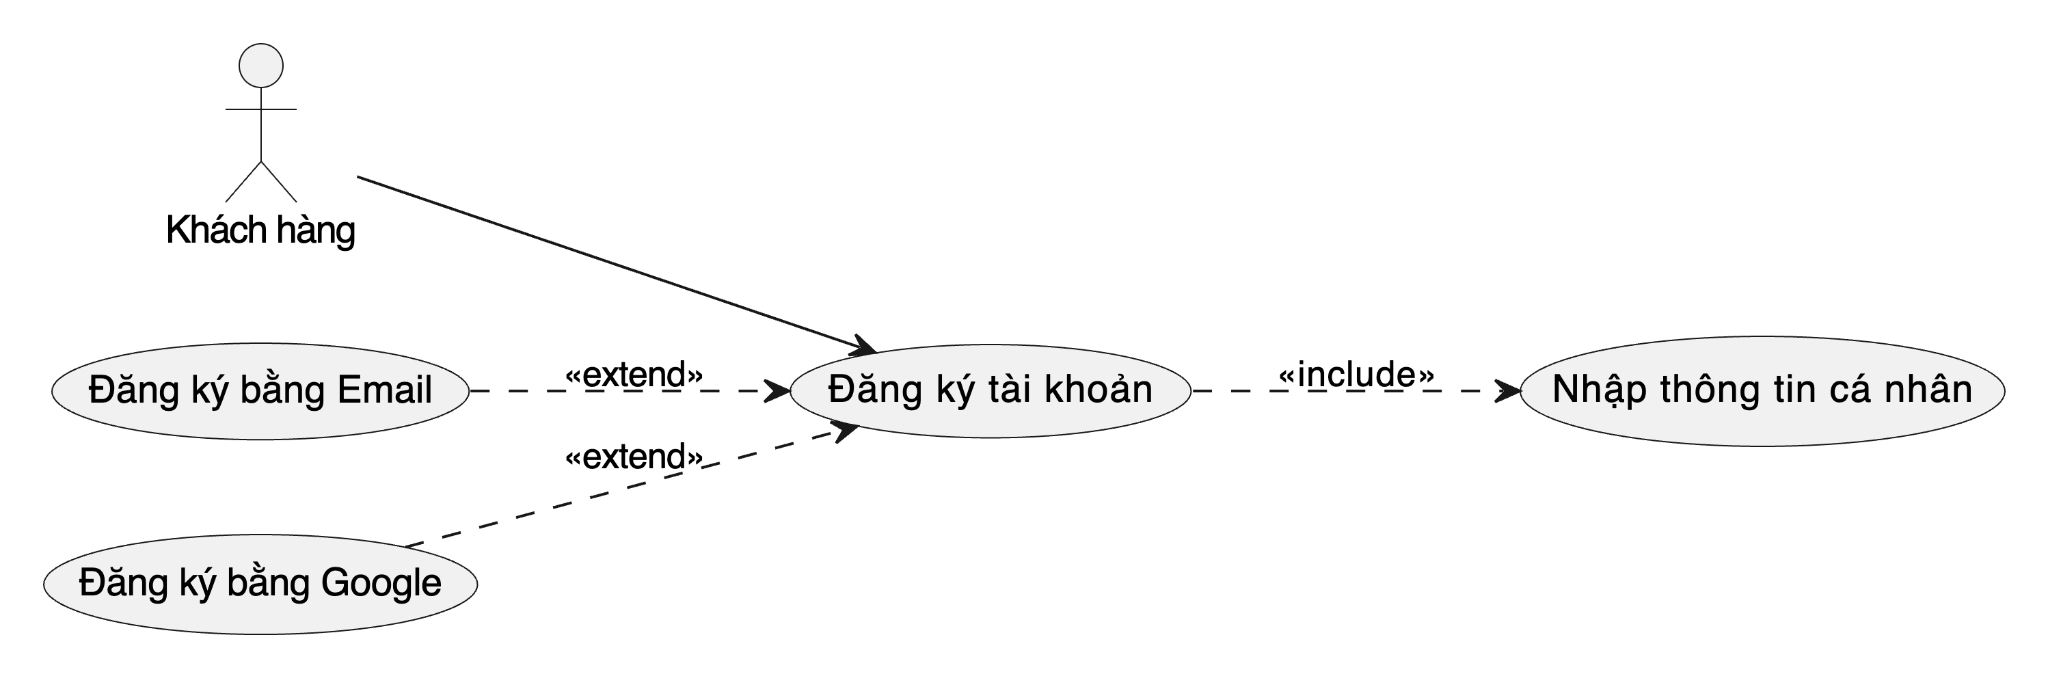 Khách hàng
Đăng ký bằng Email
«extend»
Đăng ký tài khoản
«include»
Nhập thông tin cá nhân
«extend»
Đăng ký bằng Google